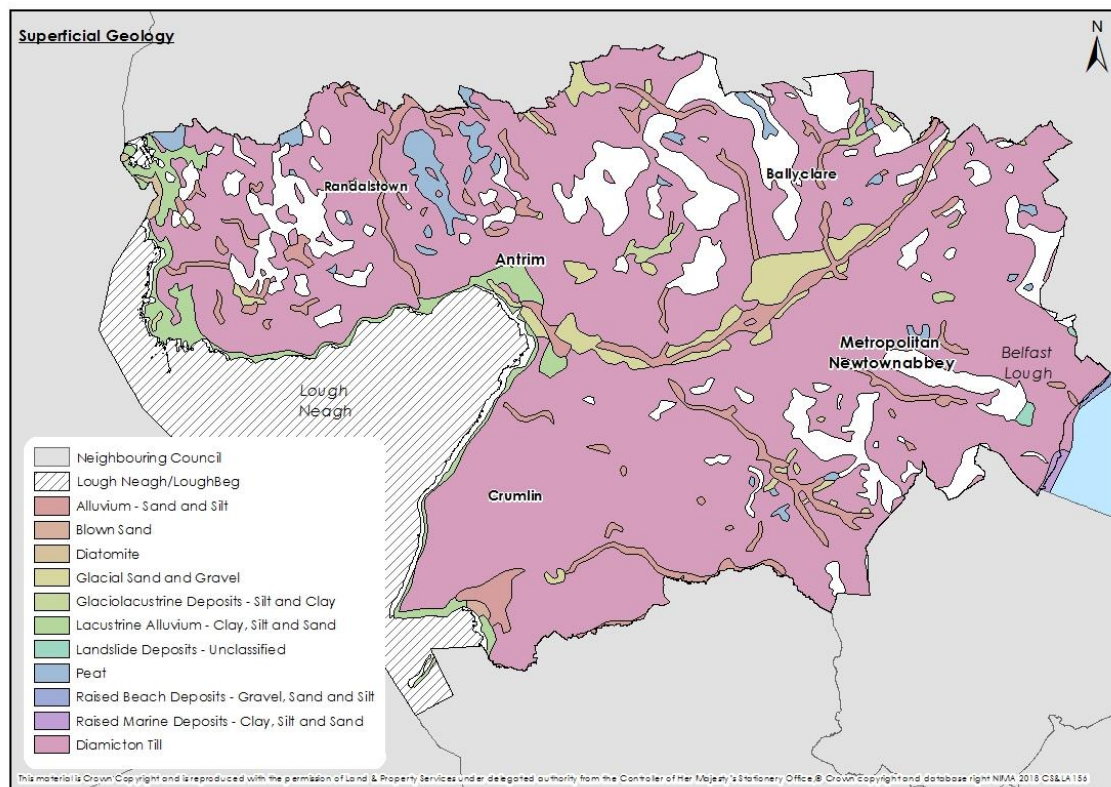 Superficial Geology
N
Ballyclare
Randalstown
Antrim
Metropolitan
Newtownabbey
Belfast
Lough
Lough
Neagh
Crumlin
Neighbouring Council
Lough Neagh/LoughBeg
Alluvium - Sand and Silt
Blown Sand
Diatomite
Glacial Sand and Gravel
Glaciolacustrine Deposits - Silt and Clay
Lacustrine Alluvium - Clay, Silt and Sand
Landslide Deposits - Unclassified
Peat
Raised Beach Deposits - Gravel, Sand and Silt
Raised Marine Deposits - Clay, Silt and Sand
Diamicton Till
This material is Crown Copyright and is reproduced with the permission of Land & Property Services under delegated authority from the Controller of Her Majesty's Stationery Office,© Crown copyright and database right NIMA 2018 CS&LA156